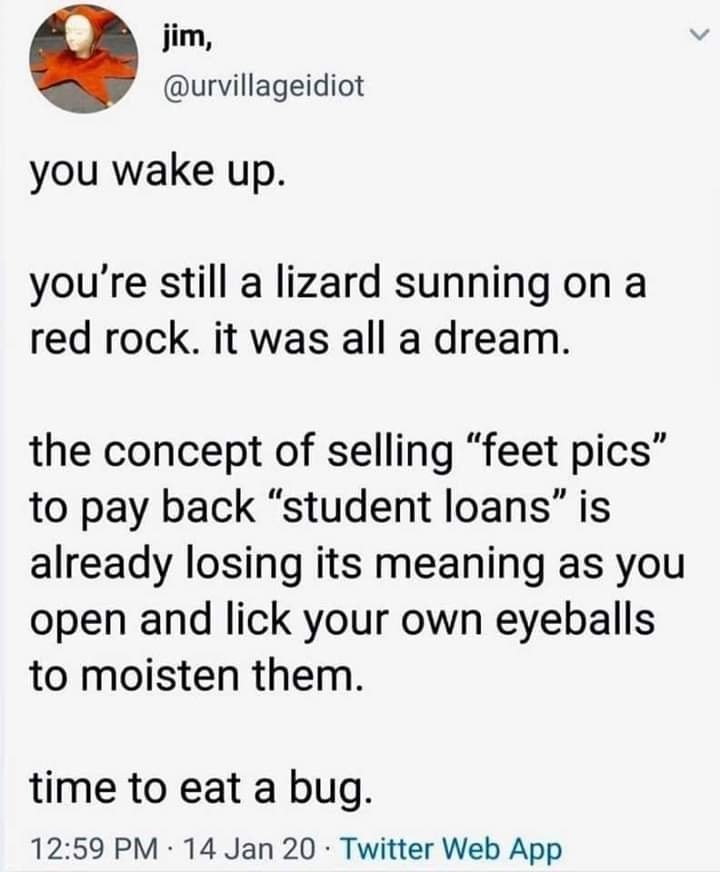 jim,
@urvillageidiot
you wake up.
you're still a lizard sunning on a
red rock. it was all a dream.
the concept of selling “feet pics”
to pay back “student loans” is
already losing its meaning as you
open and lick your own eyeballs
to moisten them.
time to eat a bug.
12:59 PM · 14 Jan 20 · Twitter Web App